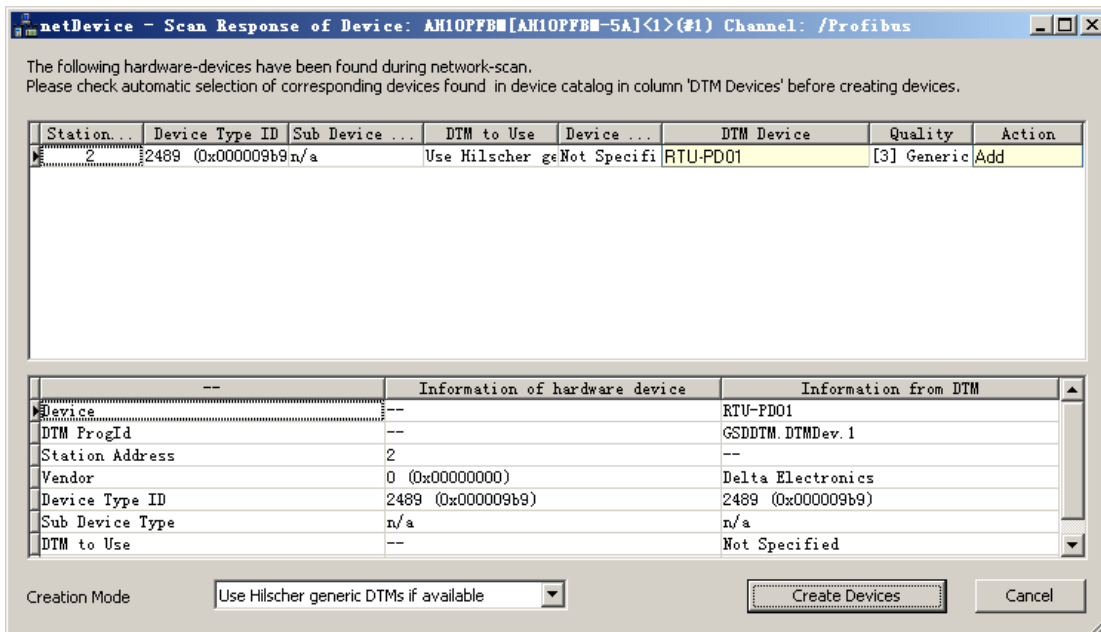 netDevice - Scan Response of Device: AH10PFBM[AH10PFBM-5A]<1>(#1) Channel: /Profibus
The following hardware-devices have been found during network-scan.
Please check automatic selection of corresponding devices found in device catalog in column 'DTM Devices' before creating devices.
Station... Device Type ID Sub Device ... DTM to Use Device ... DTM Device Quality Action
2 2489 (0x000009b9 n/a Use Hilscher ge Not Specifi RTU-PD01 [3] Generic Add
-- Information of hardware device Information from DTM
Device -- RTU-PD01
DTM ProgId -- GSDDTM.DTMDev.1
Station Address 2 --
Vendor 0 (0x00000000) Delta Electronics
Device Type ID 2489 (0x000009b9) 2489 (0x000009b9)
Sub Device Type n/a n/a
DTM to Use -- Not Specified
Creation Mode Use Hilscher generic DTMs if available Create Devices Cancel